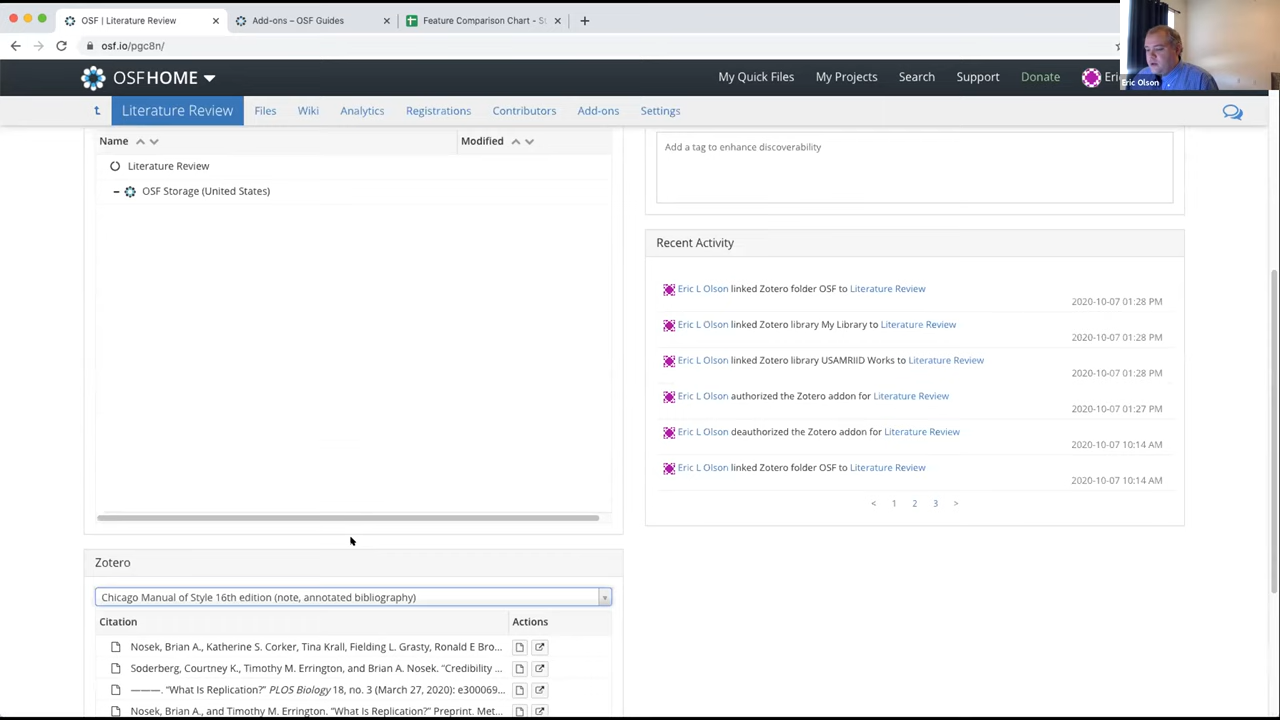 OSF | Literature Review
Add-ons – OSF Guides
Feature Comparison Chart - S
osf.io/pgc8n/
OSFHOME
My Quick Files
My Projects
Search
Support
Donate
Eri
Eric Olson
Literature Review
Files
Wiki
Analytics
Registrations
Contributors
Add-ons
Settings
Name
Modified
Literature Review
OSF Storage (United States)
Add a tag to enhance discoverability
Recent Activity
Eric L Olson linked Zotero folder OSF to Literature Review
2020-10-07 01:28 PM
Eric L Olson linked Zotero library My Library to Literature Review
2020-10-07 01:28 PM
Eric L Olson linked Zotero library USAMRIID Works to Literature Review
2020-10-07 01:28 PM
Eric L Olson authorized the Zotero addon for Literature Review
2020-10-07 01:27 PM
Eric L Olson deauthorized the Zotero addon for Literature Review
2020-10-07 10:14 AM
Eric L Olson linked Zotero folder OSF to Literature Review
2020-10-07 10:14 AM
< 1 2 3 >
Zotero
Chicago Manual of Style 16th edition (note, annotated bibliography)
Citation
Actions
Nosek, Brian A., Katherine S. Corker, Tina Krall, Fielding L. Grasty, Ronald E Bro...
Soderberg, Courtney K., Timothy M. Errington, and Brian A. Nosek. “Credibility ...
———. “What Is Replication?” PLOS Biology 18, no. 3 (March 27, 2020): e300069...
Nosek, Brian A., and Timothy M. Errington. “What Is Replication?” Preprint. Met...